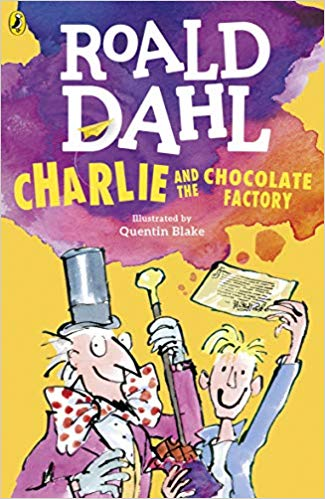 ROALD
DAHL
CHARLIE AND THE CHOCOLATE FACTORY
Illustrated by
Quentin Blake